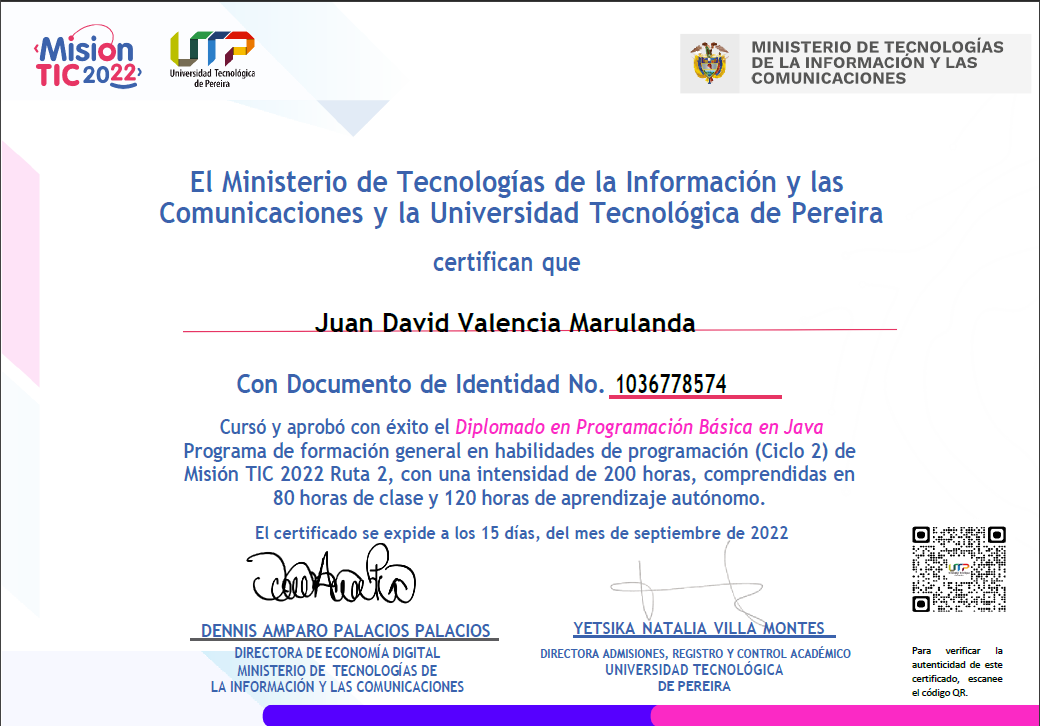 Misión
TIC 2022
UTP
Universidad Tecnológica
de Pereira
MINISTERIO DE TECNOLOGÍAS
DE LA INFORMACIÓN Y LAS
COMUNICACIONES
El Ministerio de Tecnologías de la Información y las
Comunicaciones y la Universidad Tecnológica de Pereira
certifican que
Juan David Valencia Marulanda
Con Documento de Identidad No. 1036778574
Cursó y aprobó con éxito el Diplomado en Programación Básica en Java
Programa de formación general en habilidades de programación (Ciclo 2) de
Misión TIC 2022 Ruta 2, con una intensidad de 200 horas, comprendidas en
80 horas de clase y 120 horas de aprendizaje autónomo.
El certificado se expide a los 15 días, del mes de septiembre de 2022
DENNIS AMPARO PALACIOS PALACIOS
DIRECTORA DE ECONOMÍA DIGITAL
MINISTERIO DE TECNOLOGÍAS DE
LA INFORMACIÓN Y LAS COMUNICACIONES
YETSIKA NATALIA VILLA MONTES
DIRECTORA ADMISIONES, REGISTRO Y CONTROL ACADÉMICO
UNIVERSIDAD TECNOLÓGICA
DE PEREIRA
UTP
Para verificar la
autenticidad de este
certificado, escanee
el código QR.